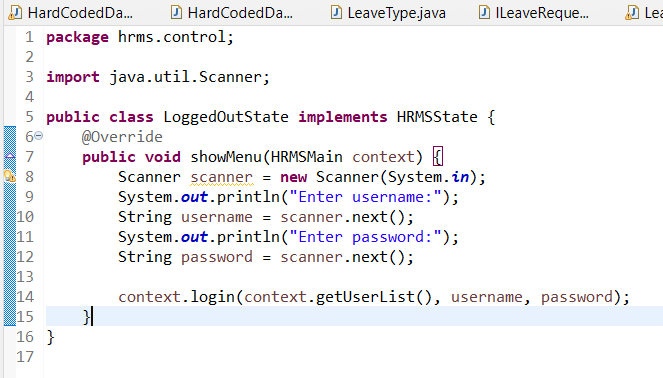 HardCodedDa... HardCodedDa... LeaveType.java ILeaveReque... Lea
1 package hrms.control;
2
3 import java.util.Scanner;
4
5 public class LoggedOutState implements HRMSState {
6 @Override
7 public void showMenu(HRMSMain context) {
8 Scanner scanner = new Scanner(System.in);
9 System.out.println("Enter username:");
10 String username = scanner.next();
11 System.out.println("Enter password:");
12 String password = scanner.next();
13
14 context.login(context.getUserList(), username, password);
15 }
16 }
17